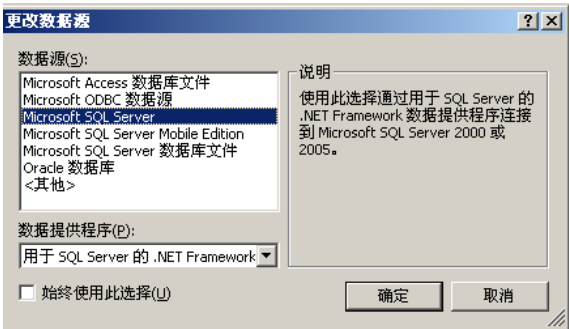 更改数据源
数据源(S):
Microsoft Access 数据库文件
Microsoft ODBC 数据源
Microsoft SQL Server
Microsoft SQL Server Mobile Edition
Microsoft SQL Server 数据库文件
Oracle 数据库
<其他>
说明
使用此选择通过用于 SQL Server 的
.NET Framework 数据提供程序连接
到 Microsoft SQL Server 2000 或
2005。
数据提供程序(P):
用于 SQL Server 的 .NET Framework
始终使用此选择(U)
确定
取消